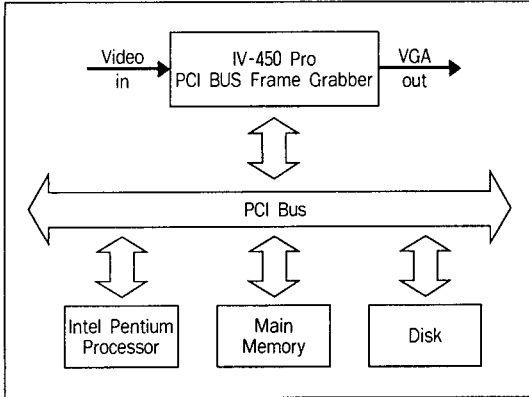 Video
in
IV-450 Pro
PCI BUS Frame Grabber
VGA
out
PCI Bus
Intel Pentium
Processor
Main
Memory
Disk